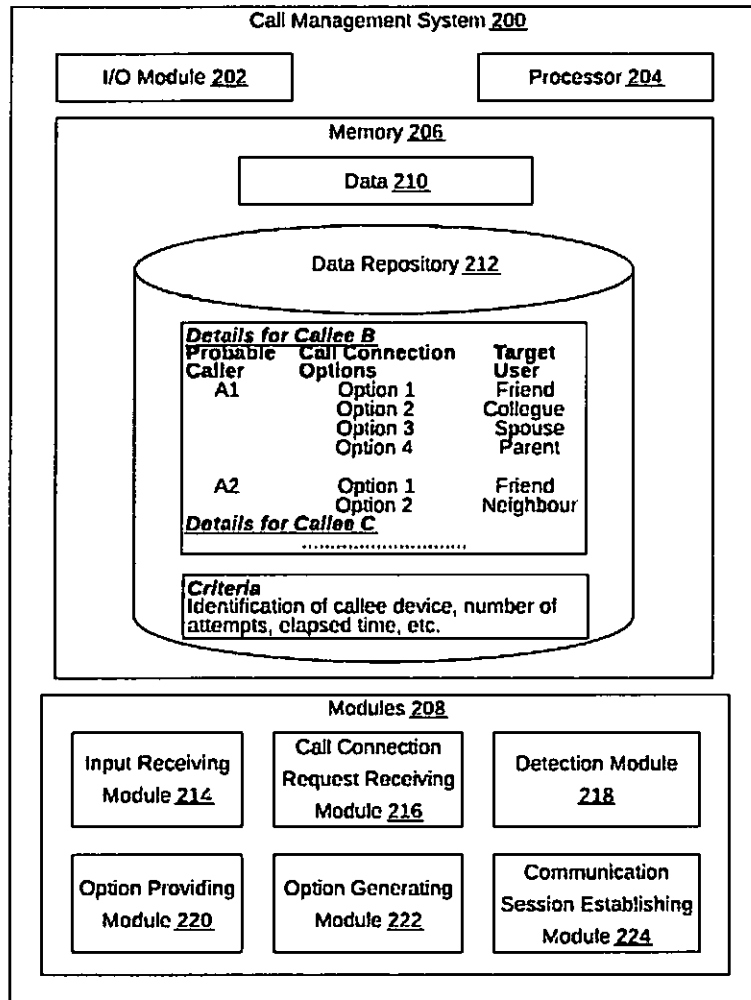 Call Management System 200
I/O Module 202
Processor 204
Memory 206
Data 210
Data Repository 212
Details for Callee B
Probable Caller
Call Connection Options
Target User
A1 Option 1 Friend
Option 2 Collegue
Option 3 Spouse
Option 4 Parent
A2 Option 1 Friend
Option 2 Neighbour
Details for Callee C
........................
Criteria
Identification of callee device, number of
attempts, elapsed time, etc.
Modules 208
Input Receiving
Module 214
Call Connection
Request Receiving
Module 216
Detection Module
218
Option Providing
Module 220
Option Generating
Module 222
Communication
Session Establishing
Module 224